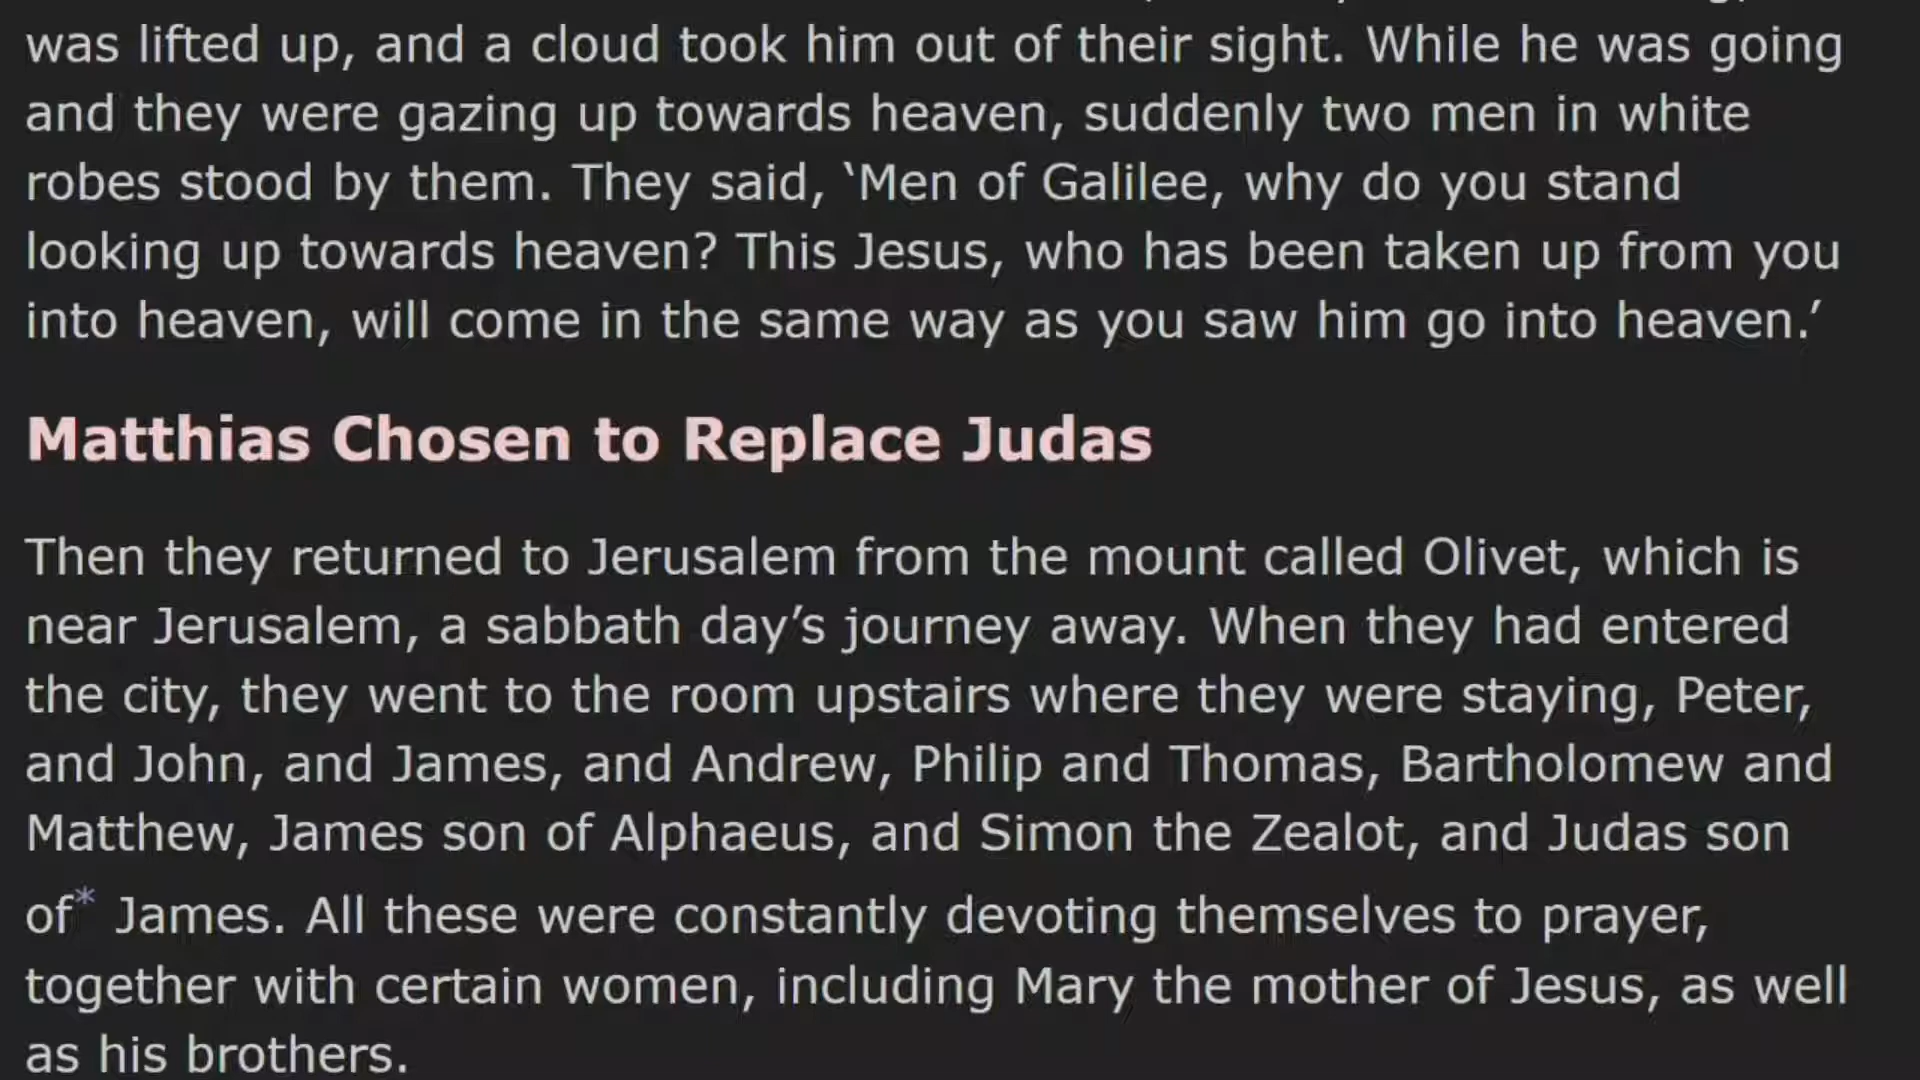 was lifted up, and a cloud took him out of their sight. While he was going
and they were gazing up towards heaven, suddenly two men in white
robes stood by them. They said, ‘Men of Galilee, why do you stand
looking up towards heaven? This Jesus, who has been taken up from you
into heaven, will come in the same way as you saw him go into heaven.’
Matthias Chosen to Replace Judas
Then they returned to Jerusalem from the mount called Olivet, which is
near Jerusalem, a sabbath day’s journey away. When they had entered
the city, they went to the room upstairs where they were staying, Peter,
and John, and James, and Andrew, Philip and Thomas, Bartholomew and
Matthew, James son of Alphaeus, and Simon the Zealot, and Judas son
of* James. All these were constantly devoting themselves to prayer,
together with certain women, including Mary the mother of Jesus, as well
as his brothers.